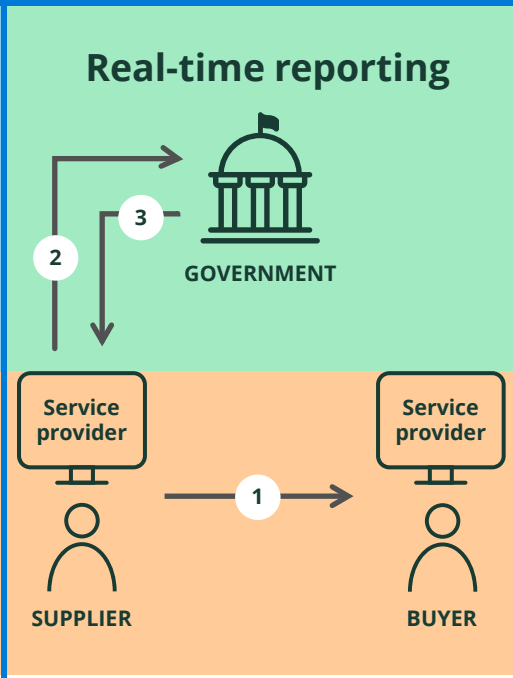 Real-time reporting
3
2
GOVERNMENT
Service
provider
Service
provider
1
SUPPLIER
BUYER